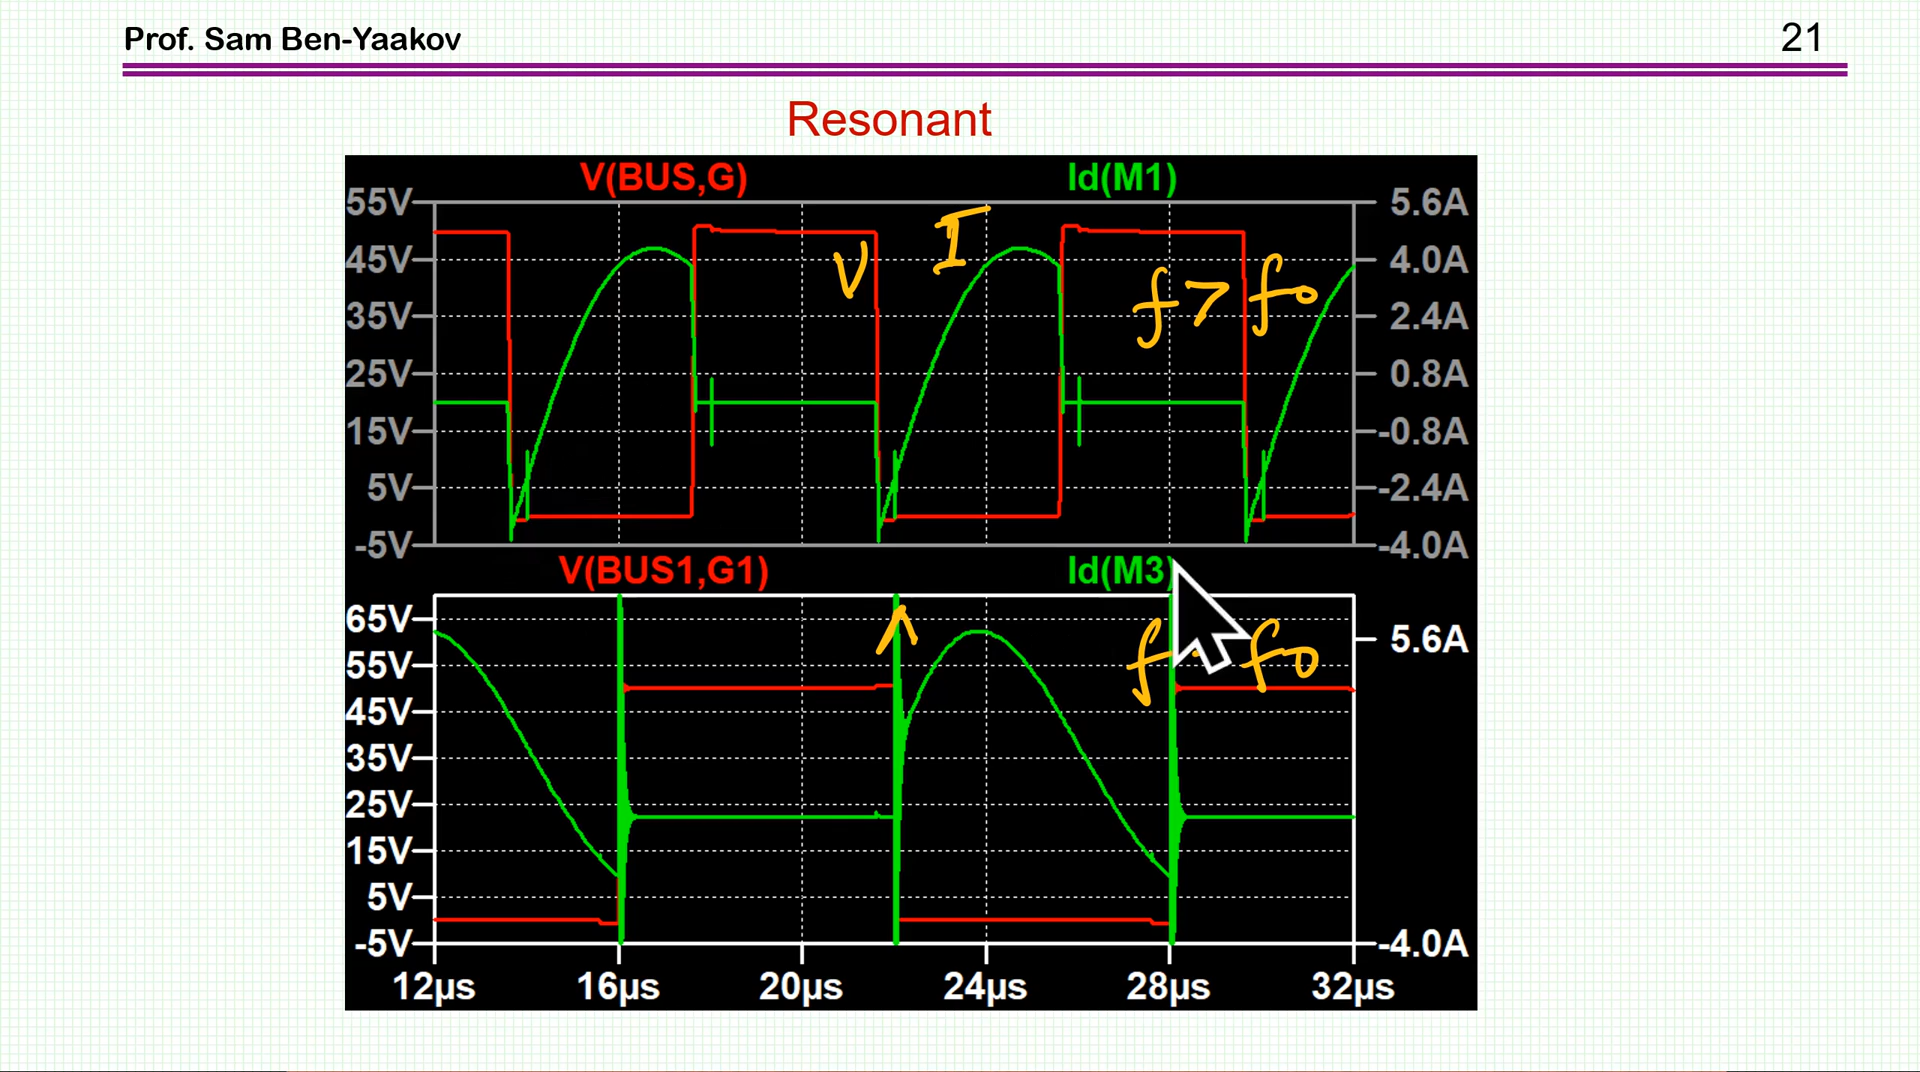 Prof. Sam Ben-Yaakov 21
Resonant
V(BUS,G) Id(M1)
55V 5.6A
45V 4.0A
35V 2.4A
25V 0.8A
15V -0.8A
5V -2.4A
-5V -4.0A
V I f>fo
V(BUS1,G1) Id(M3)
65V 5.6A
55V
45V
35V
25V
15V
5V
-5V -4.0A
f fo
12µs 16µs 20µs 24µs 28µs 32µs